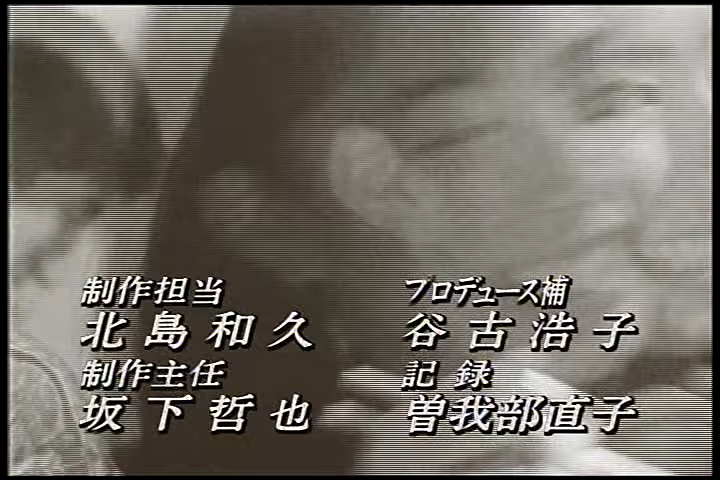 制作担当
北島和久
制作主任
坂下哲也
プロデュース補
谷古浩子
記録
曽我部直子